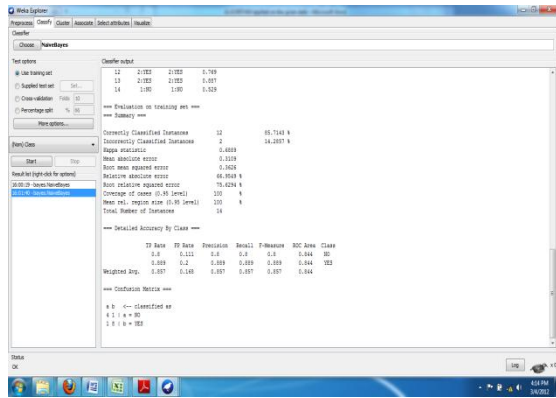 Weka Explorer
Preprocess Classify Cluster Associate Select attributes Visualize
Classifier
Choose NaiveBayes
Test options
Use training set
Supplied test set Set...
Cross-validation Folds 10
Percentage split % 66
More options...
(Nom) Class
Start Stop
Result list (right-click for options)
16:00:19 - bayes.NaiveBayes
16:01:40 - bayes.NaiveBayes
Classifier output
12 2:YES 2:YES 0.769
13 2:YES 2:YES
14 1:NO 1:NO 0.529
=== Evaluation on training set ===
=== Summary ===
Correctly Classified Instances 12 85.7143 %
Incorrectly Classified Instances 2 14.2857 %
Kappa statistic 0.6889
Mean absolute error 0.3109
Root mean squared error 0.3626
Relative absolute error 66.9549 %
Root relative squared error 75.6294 %
Coverage of cases (0.95 level) 100 %
Mean rel. region size (0.95 level) 100 %
Total Number of Instances 14
=== Detailed Accuracy By Class ===
TP Rate FP Rate Precision Recall F-Measure ROC Area Class
0.8 0.111 0.8 0.8 0.8 0.844 NO
0.889 0.2 0.889 0.889 0.889 0.844 YES
Weighted Avg. 0.857 0.168 0.857 0.857 0.857 0.844
=== Confusion Matrix ===
a b <-- classified as
4 1 | a = NO
1 8 | b = YES
Status
OK
Log
x 0
4:04 PM
3/4/2012